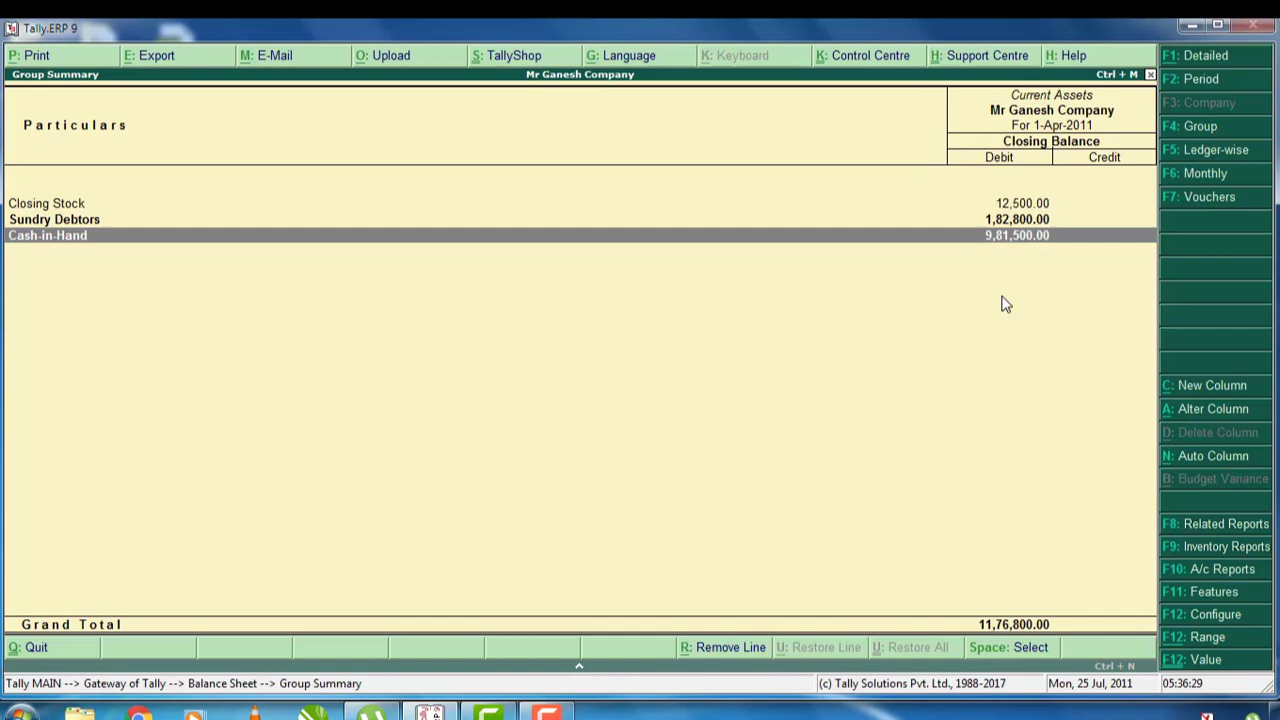 Tally.ERP 9
P: Print E: Export M: E-Mail O: Upload S: TallyShop G: Language K: Keyboard K: Control Centre H: Support Centre H: Help
Group Summary Mr Ganesh Company Ctrl + M
Particulars
Current Assets
Mr Ganesh Company
For 1-Apr-2011
Closing Balance
Debit Credit
Closing Stock 12,500.00
Sundry Debtors 1,82,800.00
Cash-in-Hand 9,81,500.00
Grand Total 11,76,800.00
Q: Quit R: Remove Line U: Restore Line U: Restore All Space: Select
Ctrl + N
Tally MAIN --> Gateway of Tally --> Balance Sheet --> Group Summary (c) Tally Solutions Pvt. Ltd., 1988-2017 Mon, 25 Jul, 2011 05:36:29
F1: Detailed
F2: Period
F3: Company
F4: Group
F5: Ledger-wise
F6: Monthly
F7: Vouchers
C: New Column
A: Alter Column
D: Delete Column
N: Auto Column
B: Budget Variance
F8: Related Reports
F9: Inventory Reports
F10: A/c Reports
F11: Features
F12: Configure
F12: Range
F12: Value